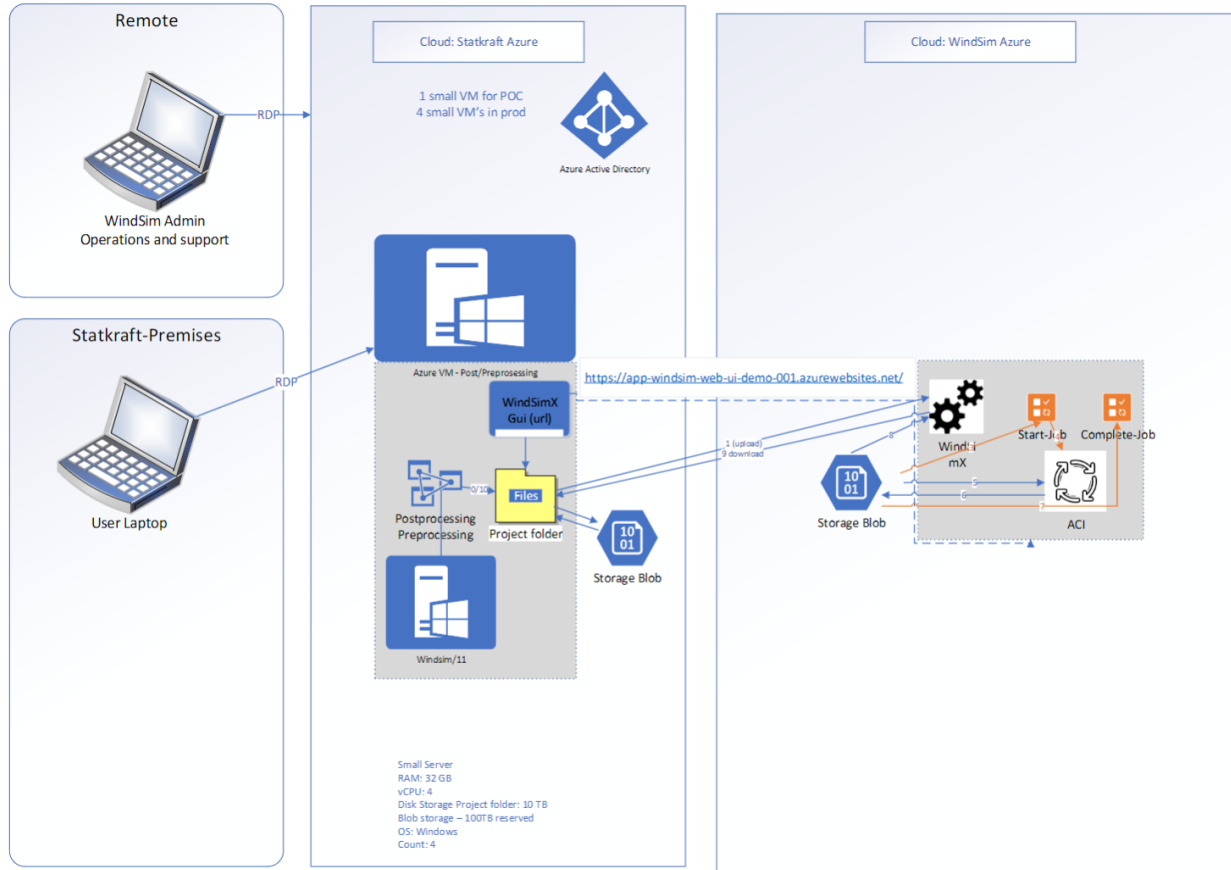 Remote
RDP
WindSim Admin
Operations and support
Statkraft-Premises
RDP
User Laptop
Cloud: Statkraft Azure
1 small VM for POC
4 small VM's in prod
Azure Active Directory
Azure VM - Post/Preprosessing
WindSimX
Gui (url)
https://app-windsim-web-ui-demo-001.azurewebsites.net/
1 (upload)
9 download
0/10
Files
Postprocessing
Preprocessing
Project folder
Storage Blob
Windsim/11
Small Server
RAM: 32 GB
vCPU: 4
Disk Storage Project folder: 10 TB
Blob storage – 100TB reserved
OS: Windows
Count: 4
Cloud: WindSim Azure
8
Start-Job
Complete-Job
Storage Blob
5
6
7
ACI